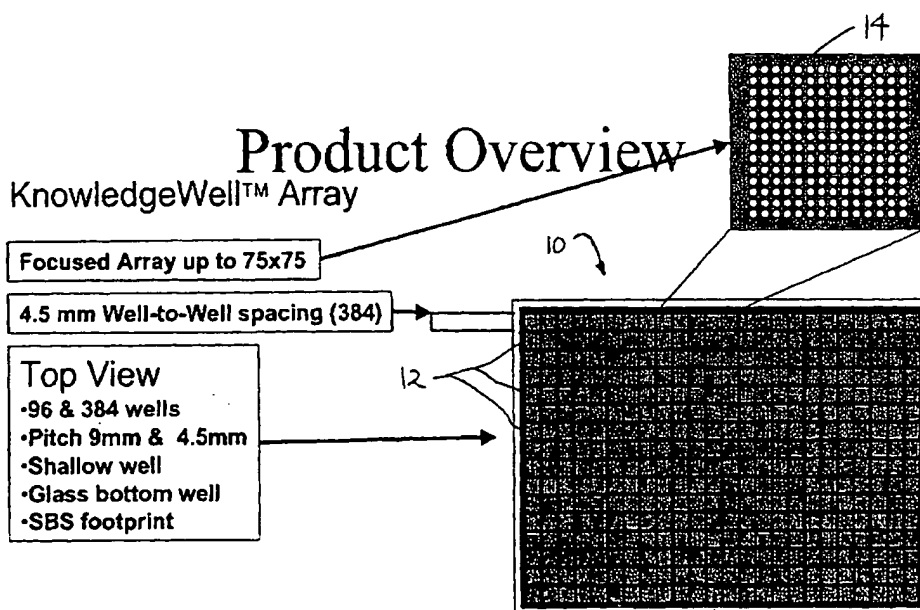 14
Product Overview
KnowledgeWell™ Array
Focused Array up to 75x75
10
4.5 mm Well-to-Well spacing (384)
Top View
•96 & 384 wells
•Pitch 9mm & 4.5mm
•Shallow well
•Glass bottom well
•SBS footprint
12